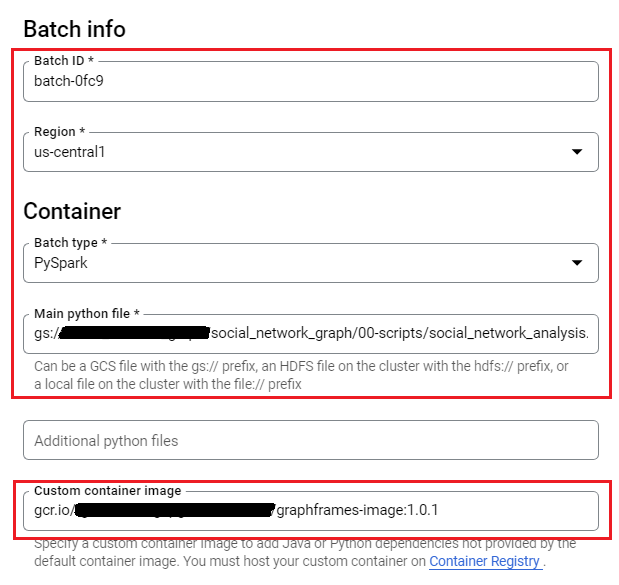 Batch info
Batch ID *
batch-0fc9
Region *
us-central1
Container
Batch type *
PySpark
Main python file *
gs:// /social_network_graph/00-scripts/social_network_analysis.
Can be a GCS file with the gs:// prefix, an HDFS file on the cluster with the hdfs:// prefix, or
a local file on the cluster with the file:// prefix
Additional python files
Custom container image
gcr.io/ /graphframes-image:1.0.1
Specify a custom container image to add Java or Python dependencies not provided by the
default container image. You must host your custom container on Container Registry .